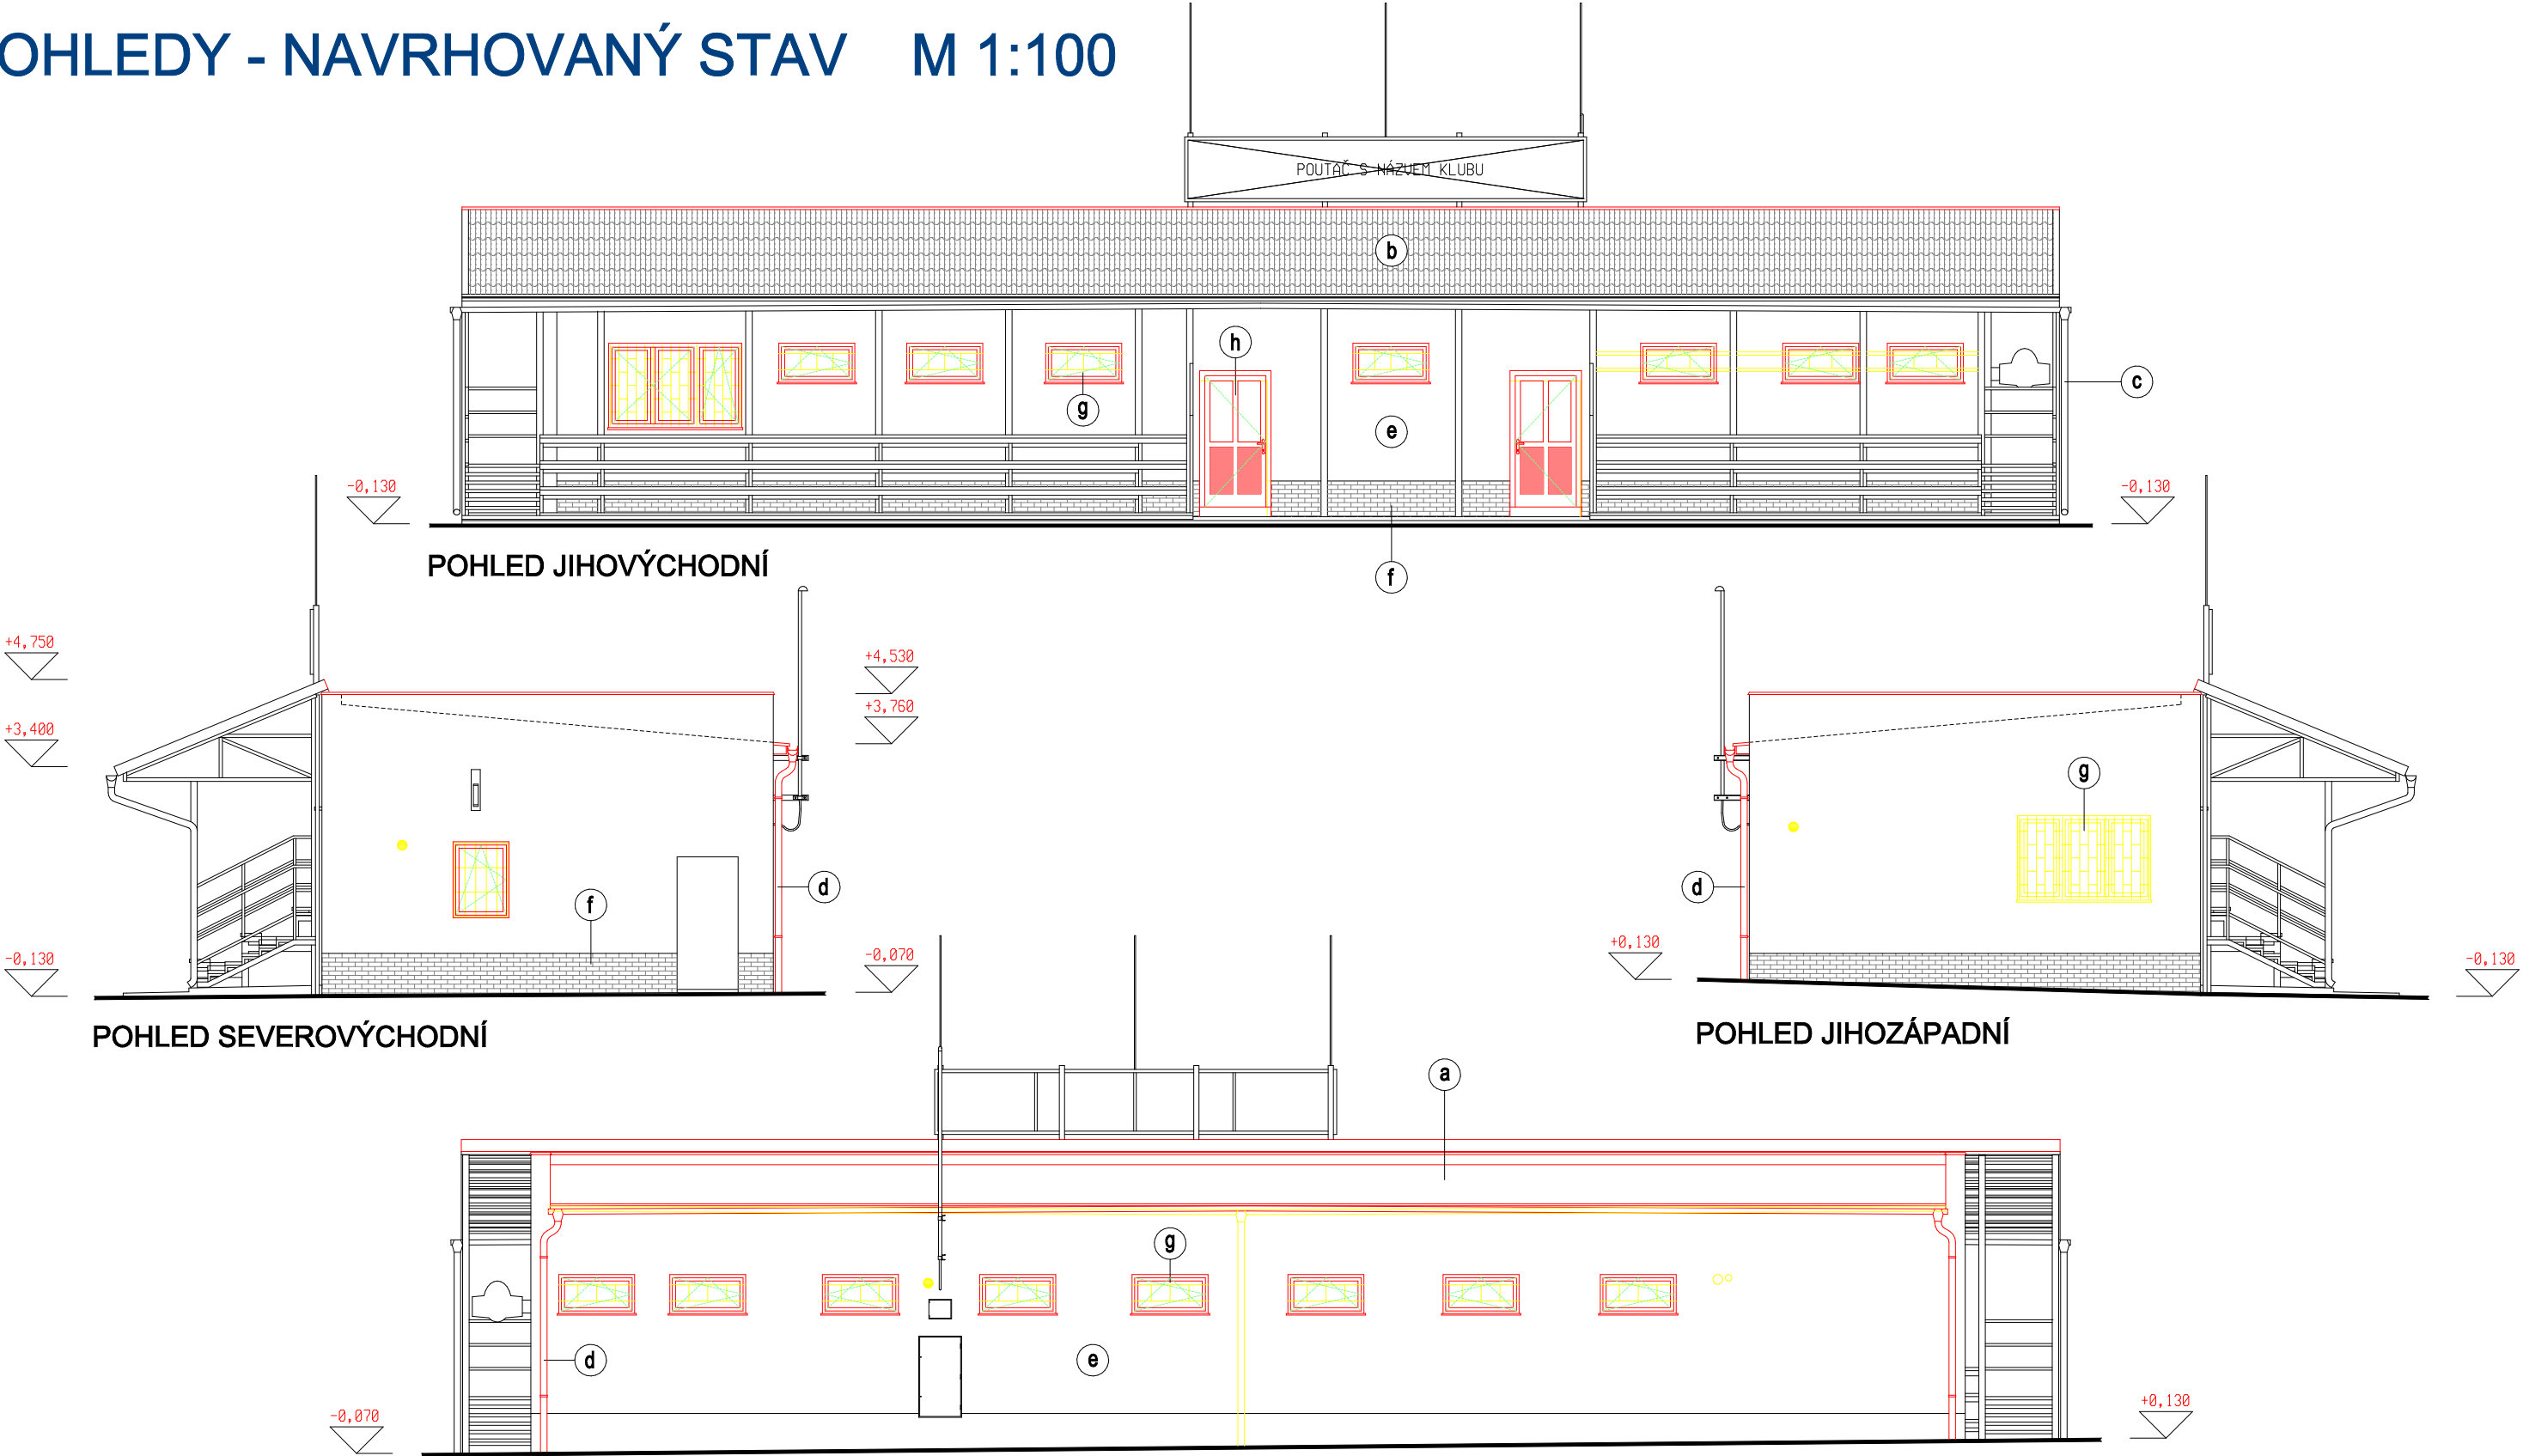 OHLEDY - NAVRHOVANÝ STAV M 1:100
POUTAČ S NÁZVEM KLUBU
b
h
g
e
c
-0,130
-0,130
POHLED JIHOVÝCHODNÍ
f
+4,750
+4,530
+3,400
+3,760
g
f
d
d
-0,130
-0,070
+0,130
-0,130
POHLED SEVEROVÝCHODNÍ
POHLED JIHOZÁPADNÍ
a
g
d
e
-0,070
+0,130